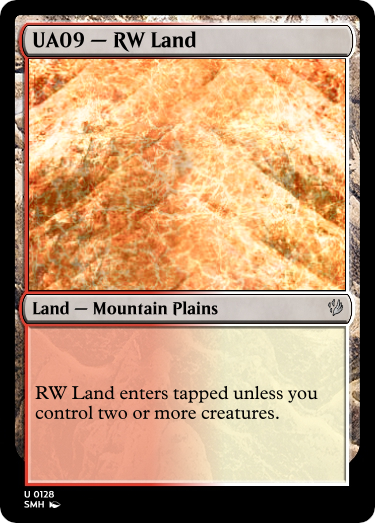 UA09 — RW Land
Land — Mountain Plains
RW Land enters tapped unless you
control two or more creatures.
U 0128
SMH